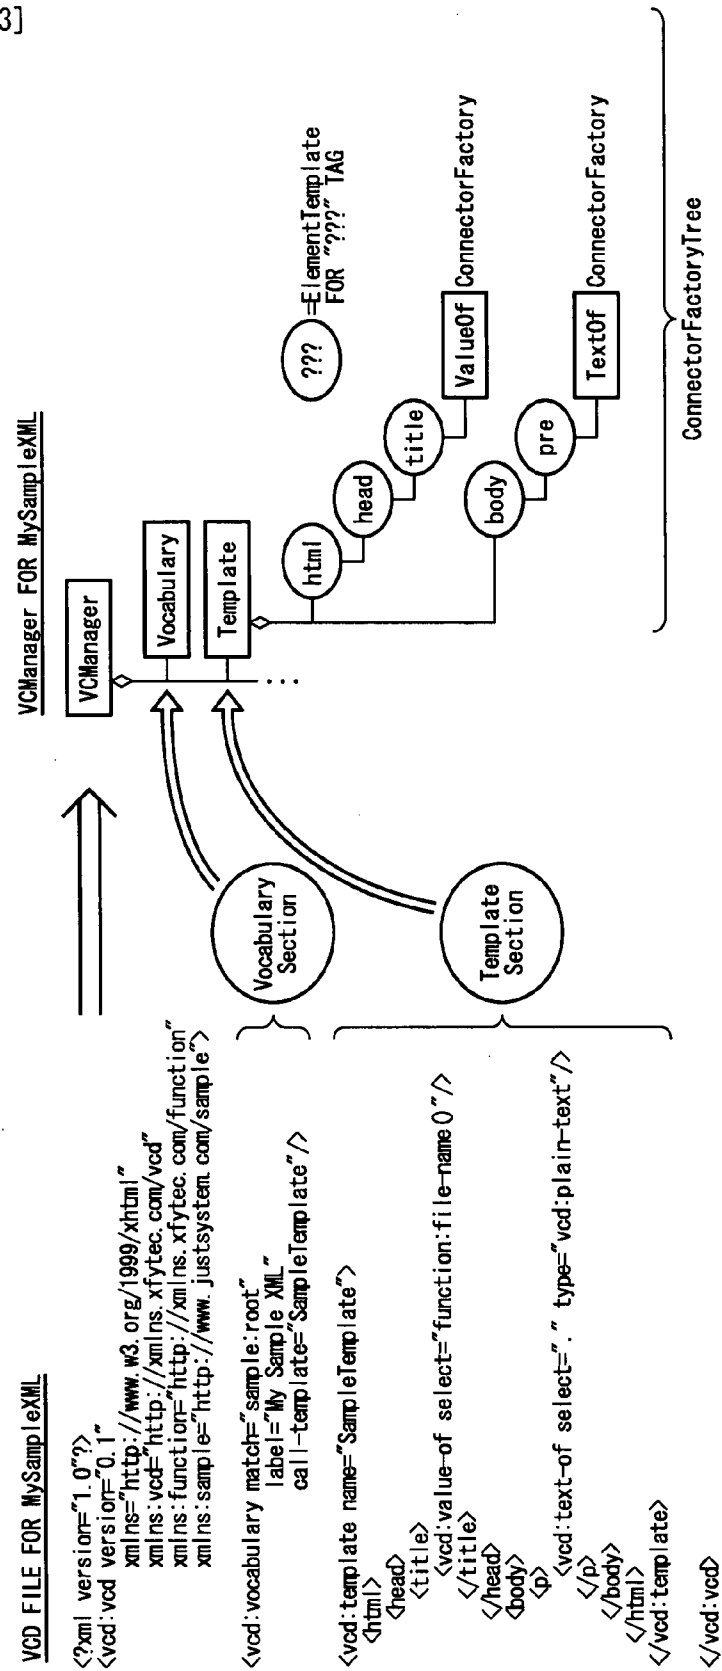 3]
VCD FILE FOR MySampleXML
<?xml version="1.0"?>
<vcd:vcd version="0.1"
xmlns="http://www.w3.org/1999/xhtml"
xmlns:vcd="http://xmlns.xfytec.com/vcd"
xmlns:function="http://xmlns.xfytec.com/function"
xmlns:sample="http://www.justsystem.com/sample">
<vcd:vocabulary match="sample:root"
label="My Sample XML"
call-template="SampleTemplate"/>
<vcd:template name="SampleTemplate">
<html>
<head>
<title>
<vcd:value-of select="function:file-name()"/>
</title>
</head>
<body>
<p>
<vcd:text-of select="." type="vcd:plain-text"/>
</p>
</body>
</html>
</vcd:template>
</vcd:vcd>
Vocabulary
Section
Template
Section
VCManager FOR MySampleXML
VCManager
Vocabulary
Template
...
html
head
title
ValueOf ConnectorFactory
body
pre
TextOf ConnectorFactory
??? =ElementTemplate
FOR "???" TAG
ConnectorFactoryTree